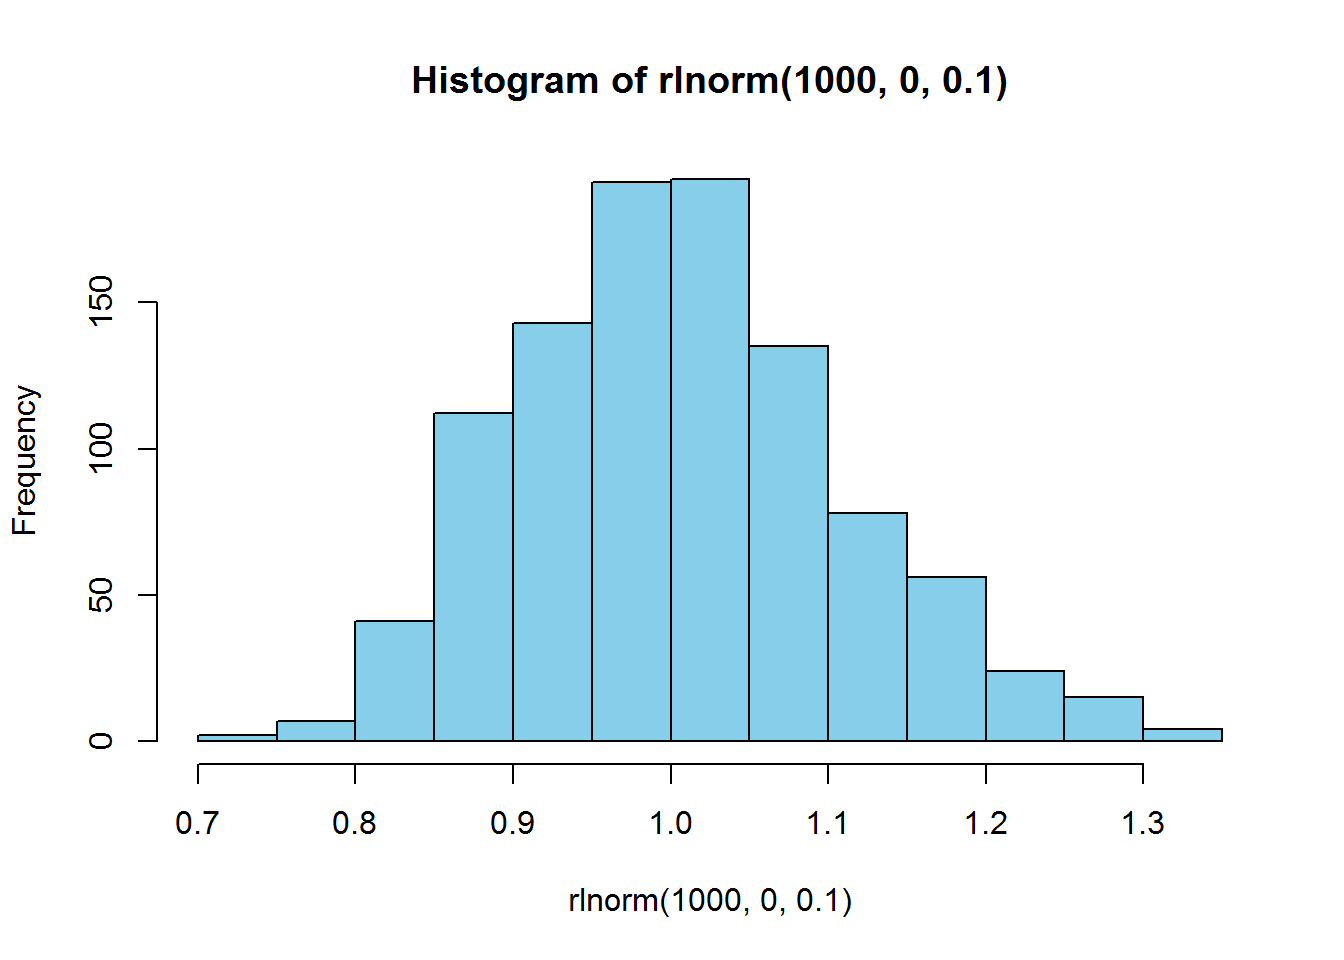 Histogram of rlnorm(1000, 0, 0.1)
Frequency
150
100
50
0
0.7 0.8 0.9 1.0 1.1 1.2 1.3
rlnorm(1000, 0, 0.1)